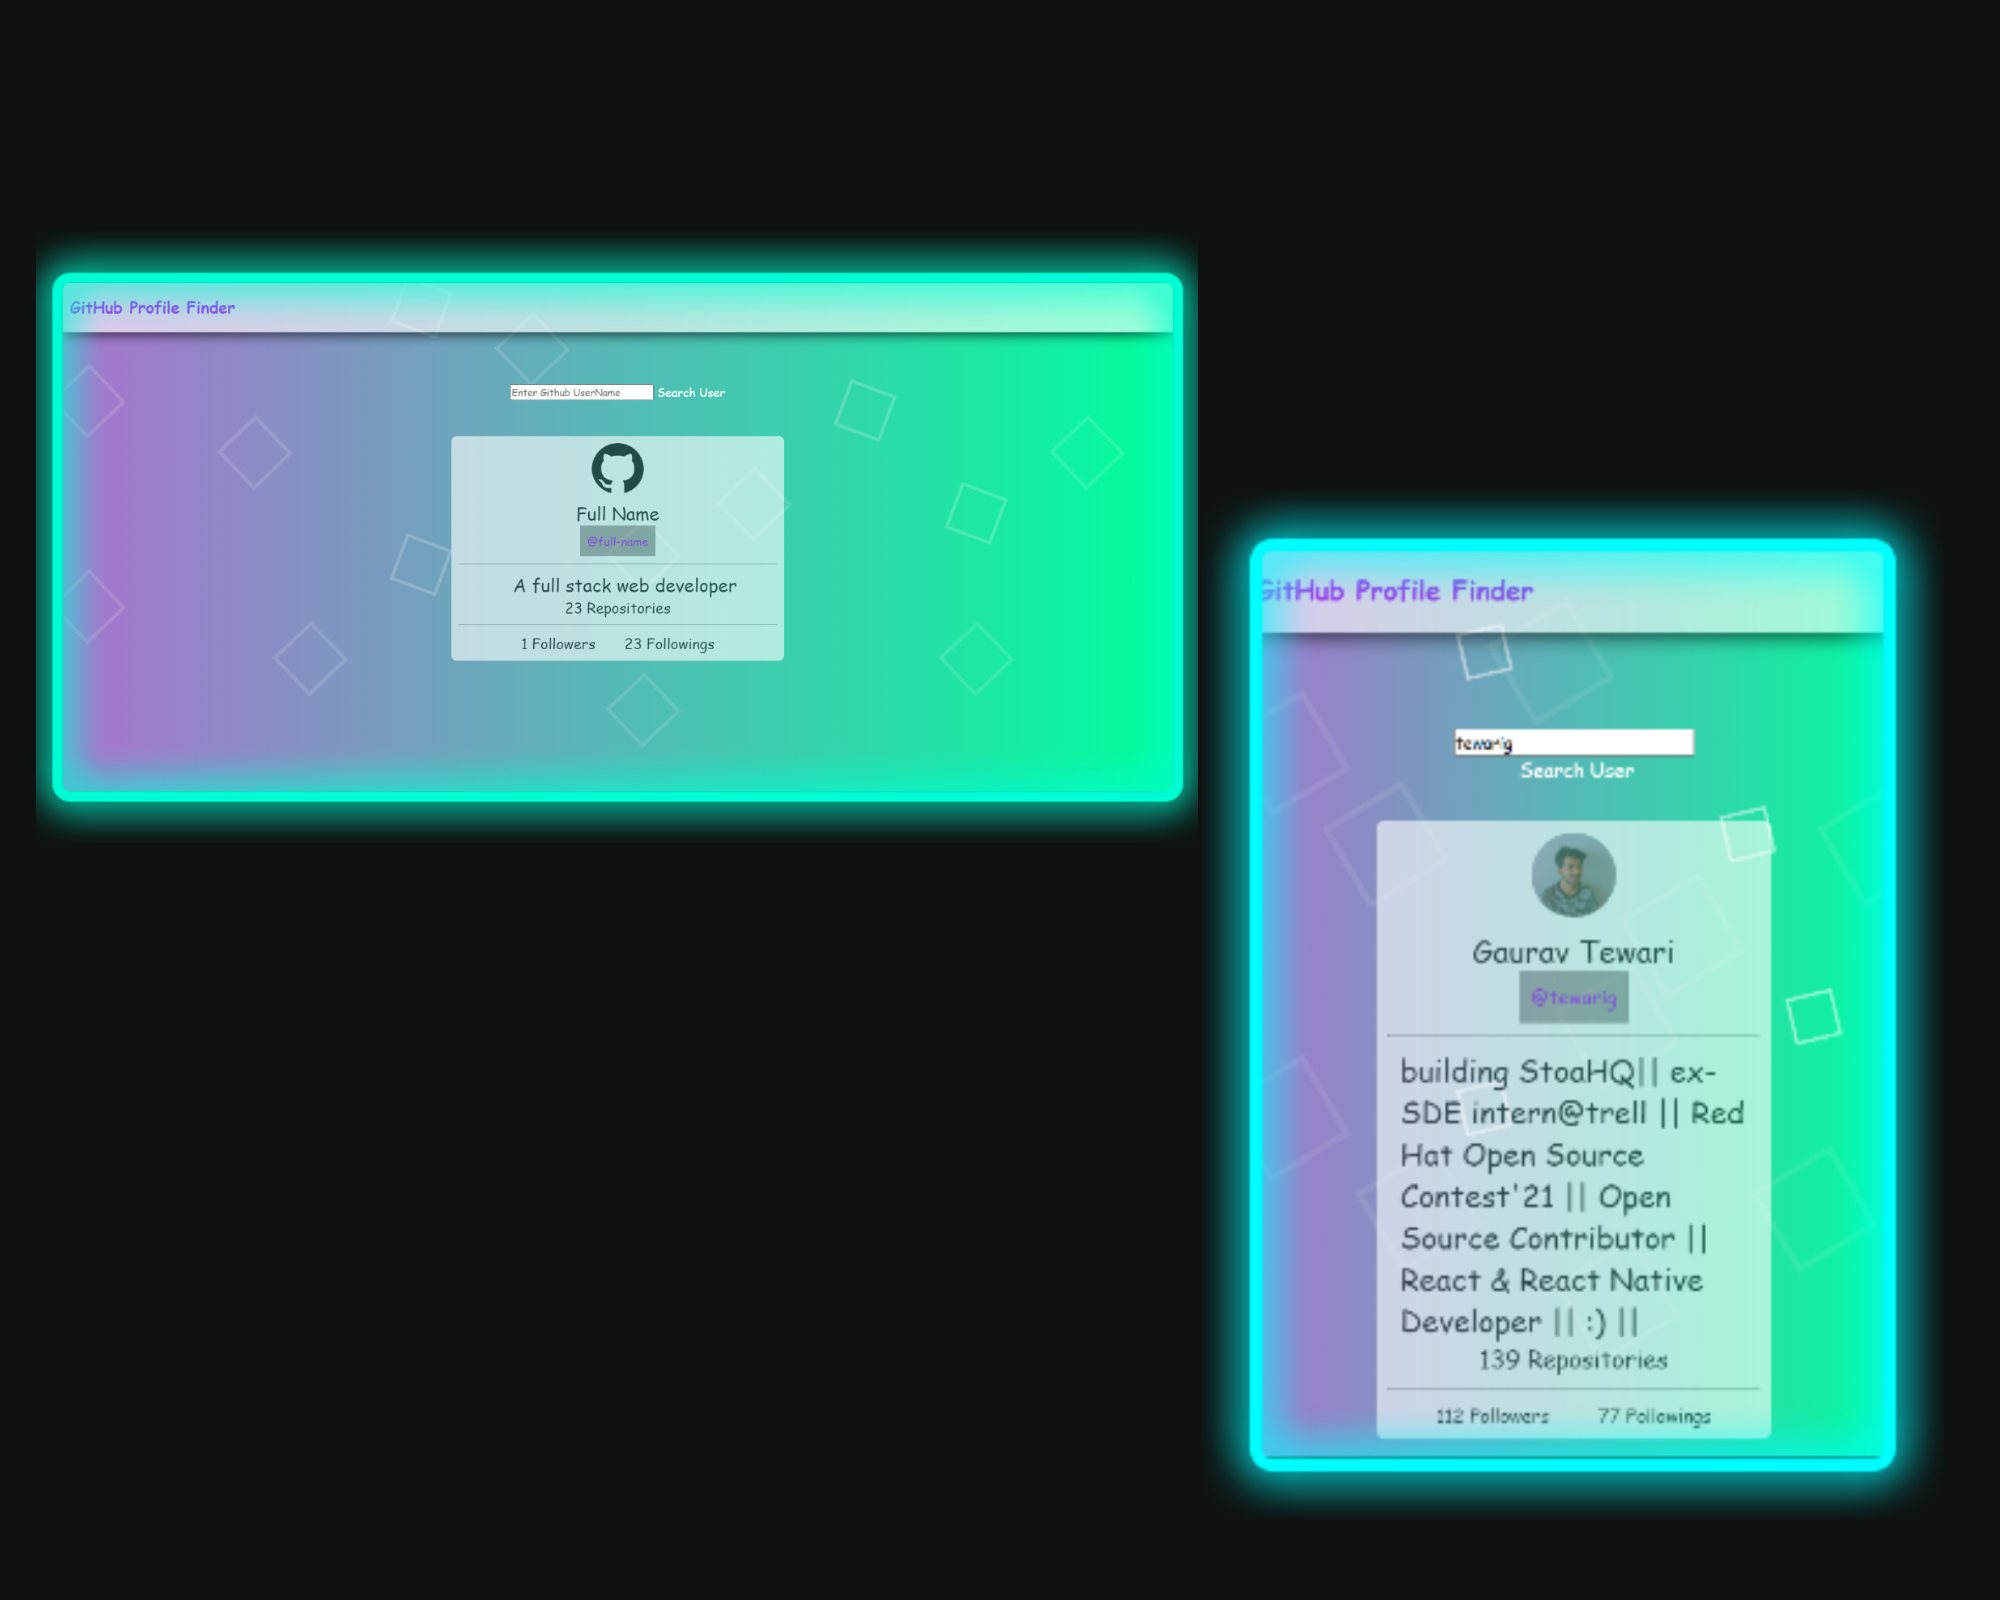 GitHub Profile Finder
Enter Github UserName Search User
Full Name
@full-name
A full stack web developer
23 Repositories
1 Followers 23 Followings
GitHub Profile Finder
tewarig
Search User
Gaurav Tewari
@tewarig
building StoaHQ|| ex-
SDE intern@trell || Red
Hat Open Source
Contest'21 || Open
Source Contributor ||
React & React Native
Developer || :) ||
139 Repositories
112 Followers 77 Followings